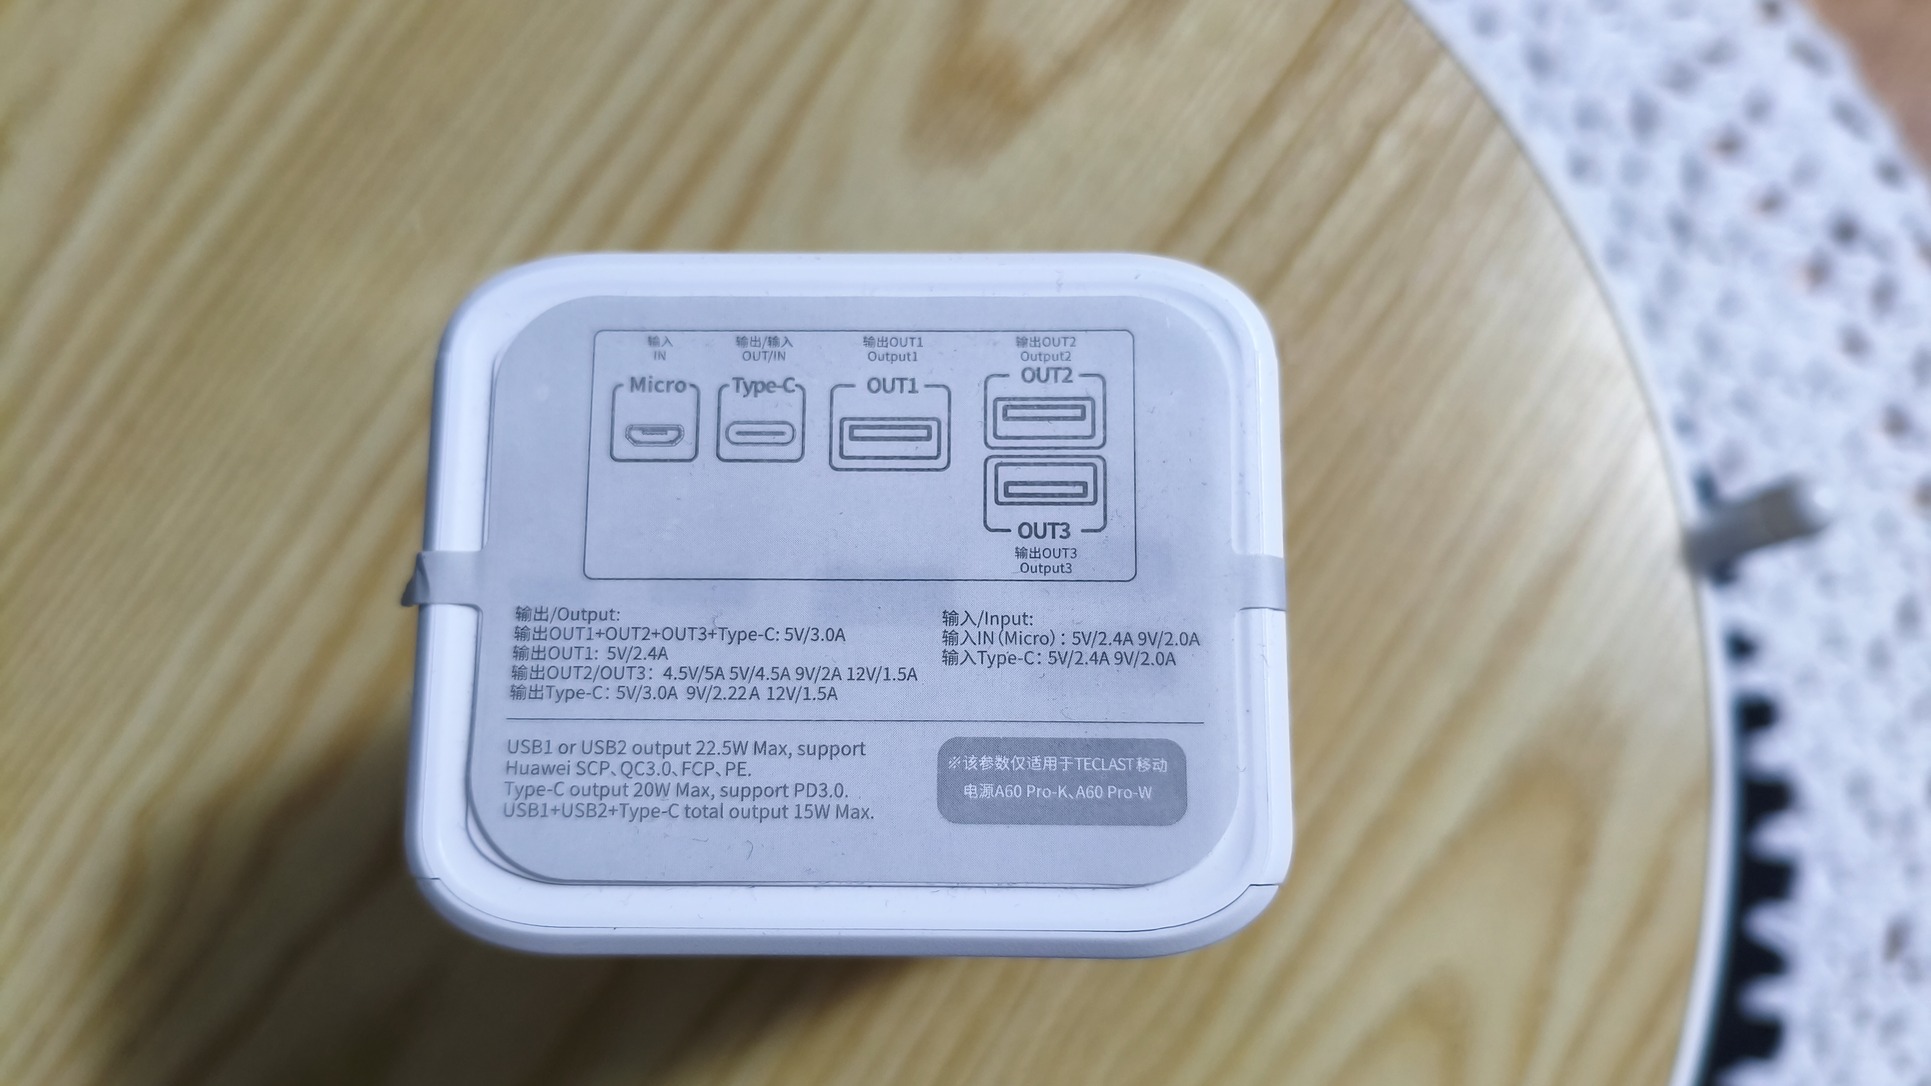 输入
IN
输出/输入
OUT/IN
输出OUT1
Output1
输出OUT2
Output2
Micro
Type-C
OUT1
OUT2
OUT3
输出OUT3
Output3
输出/Output:
输出OUT1+OUT2+OUT3+Type-C: 5V/3.0A
输出OUT1: 5V/2.4A
输出OUT2/OUT3: 4.5V/5A 5V/4.5A 9V/2A 12V/1.5A
输出Type-C: 5V/3.0A 9V/2.22A 12V/1.5A
输入/Input:
输入IN(Micro): 5V/2.4A 9V/2.0A
输入Type-C: 5V/2.4A 9V/2.0A
USB1 or USB2 output 22.5W Max, support
Huawei SCP、QC3.0、FCP、PE.
Type-C output 20W Max, support PD3.0.
USB1+USB2+Type-C total output 15W Max.
※该参数仅适用于TECLAST移动
电源A60 Pro-K、A60 Pro-W